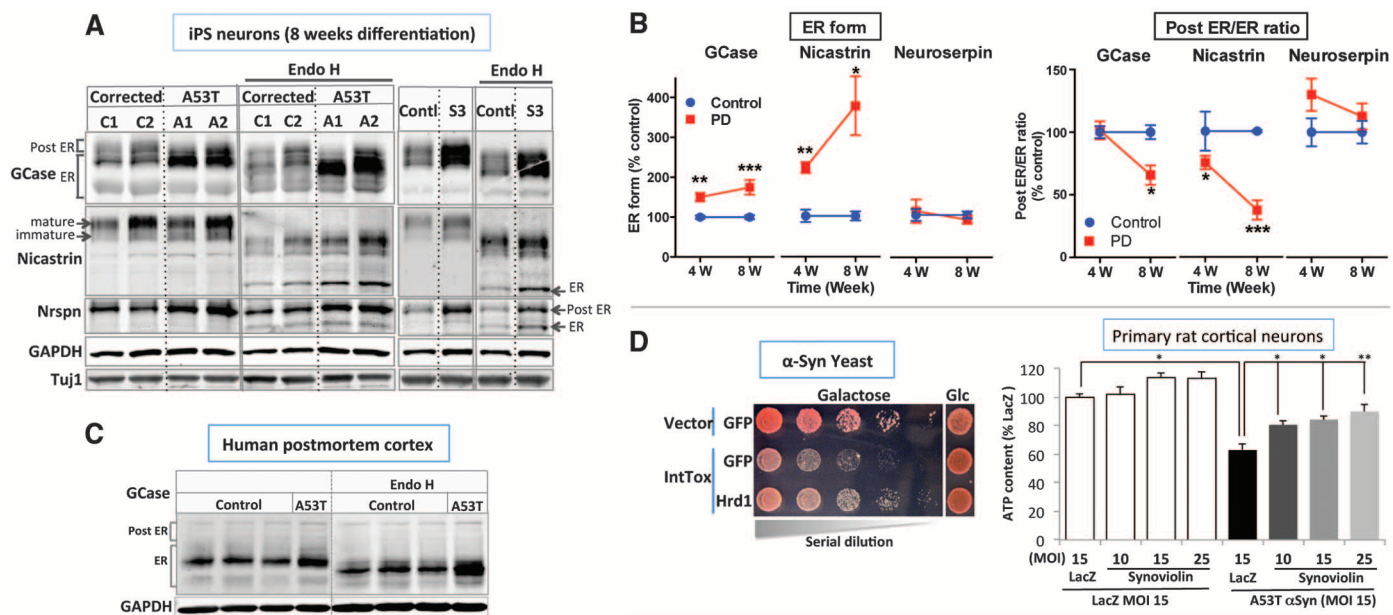 A
iPS neurons (8 weeks differentiation)
Endo H
Endo H
Corrected A53T Corrected A53T Contl S3 Contl S3
C1 C2 A1 A2 C1 C2 A1 A2
Post ER
GCase
ER
mature
immature
Nicastrin
ER
Nrspn
Post ER
ER
GAPDH
Tuj1
B
ER form
GCase Nicastrin Neuroserpin
ER form (% control)
400
300
200
100
0
Control
PD
** *** ** *
4 W 8 W 4 W 8 W 4 W 8 W
Time (Week)
Post ER/ER ratio
GCase Nicastrin Neuroserpin
Post ER/ER ratio
(% control)
150
100
50
0
* * ***
Control
PD
4 W 8 W 4 W 8 W 4 W 8 W
Time (Week)
C
Human postmortem cortex
Endo H
GCase
Control A53T Control A53T
Post ER
ER
GAPDH
D
α-Syn Yeast
Galactose Glc
Vector GFP
GFP
IntTox
Hrd1
Serial dilution
Primary rat cortical neurons
* * * **
ATP content (% LacZ)
120
100
80
60
40
20
0
(MOI) 15 10 15 25 15 10 15 25
LacZ Synoviolin LacZ Synoviolin
LacZ MOI 15 A53T αSyn (MOI 15)